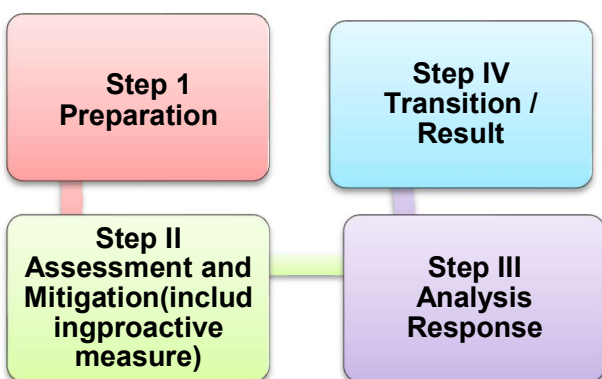 Step 1
Preparation
Step II
Assessment and
Mitigation(includ
ingproactive
measure)
Step III
Analysis
Response
Step IV
Transition /
Result